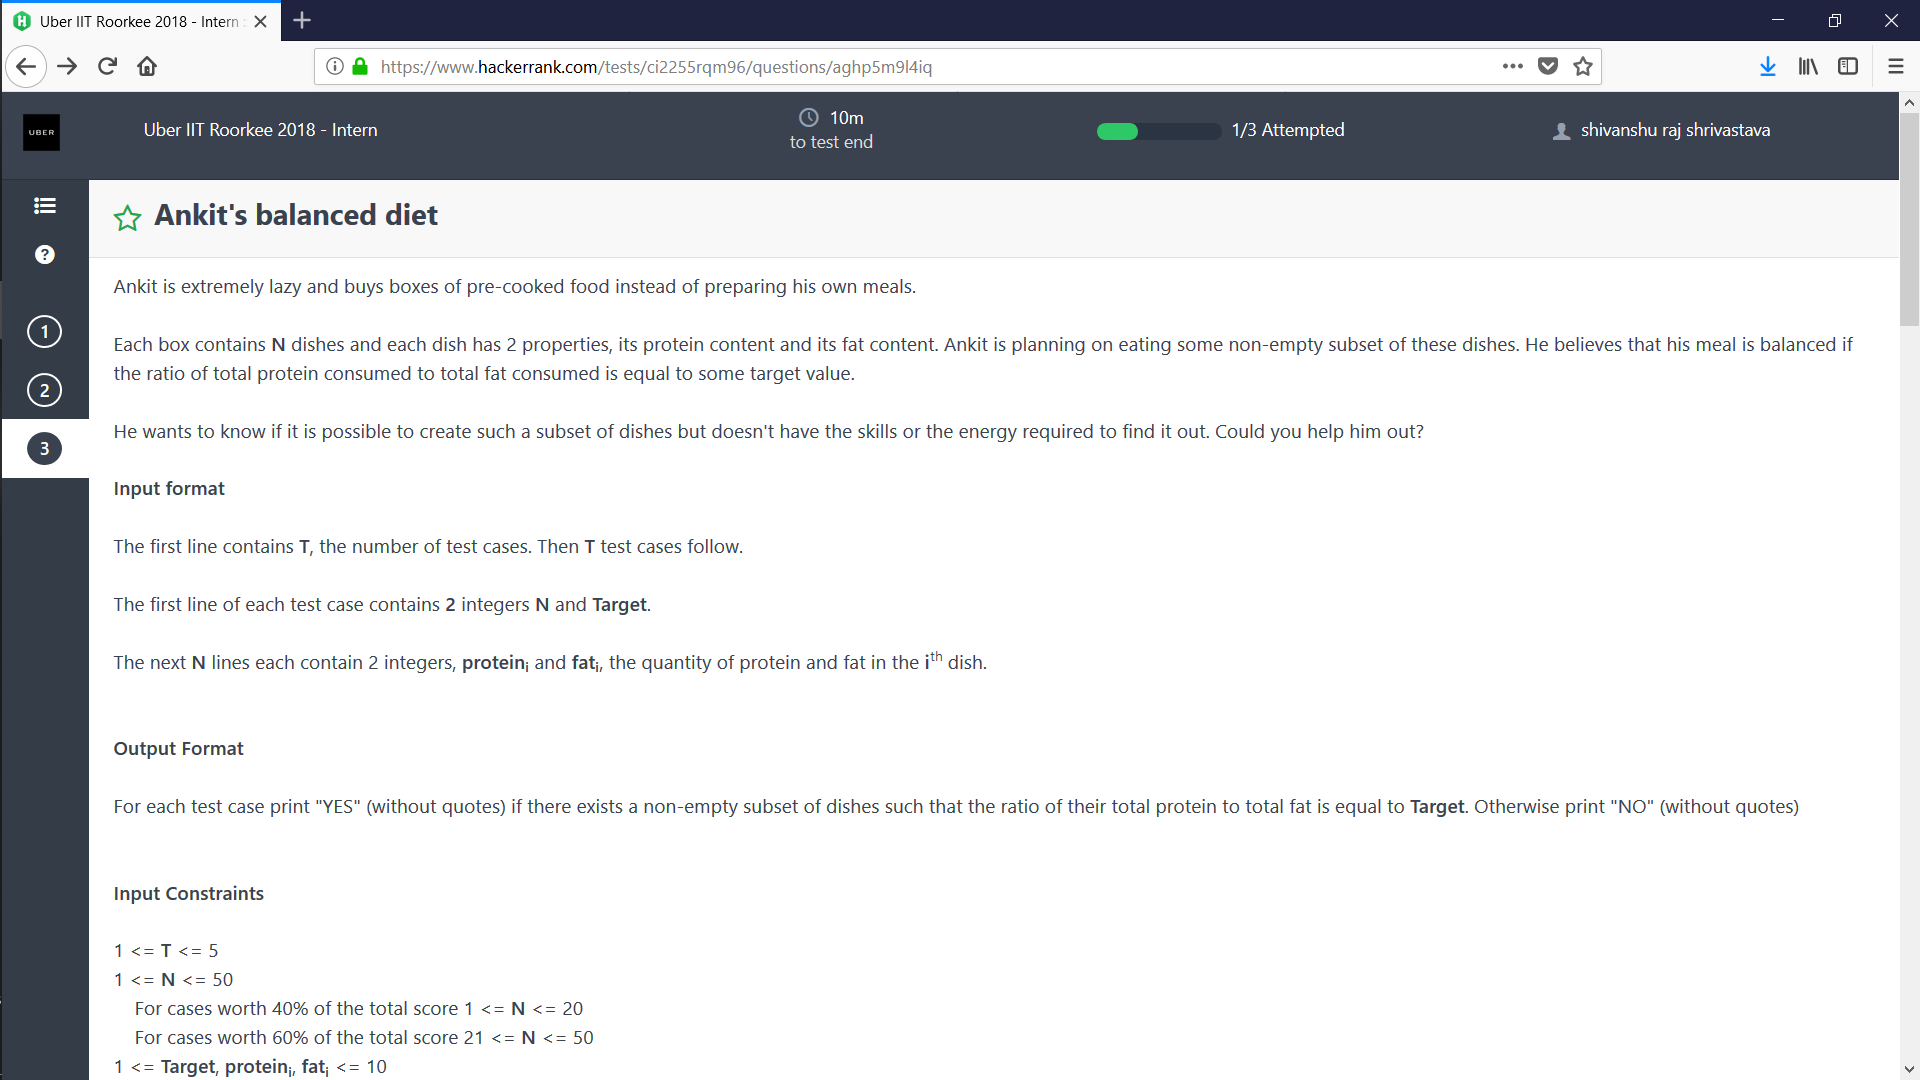 Uber IIT Roorkee 2018 - Intern :
https://www.hackerrank.com/tests/ci2255rqm96/questions/aghp5m9l4iq
UBER
Uber IIT Roorkee 2018 - Intern
10m
to test end
1/3 Attempted
shivanshu raj shrivastava
?
1
2
3
Ankit's balanced diet
Ankit is extremely lazy and buys boxes of pre-cooked food instead of preparing his own meals.
Each box contains N dishes and each dish has 2 properties, its protein content and its fat content. Ankit is planning on eating some non-empty subset of these dishes. He believes that his meal is balanced if
the ratio of total protein consumed to total fat consumed is equal to some target value.
He wants to know if it is possible to create such a subset of dishes but doesn't have the skills or the energy required to find it out. Could you help him out?
Input format
The first line contains T, the number of test cases. Then T test cases follow.
The first line of each test case contains 2 integers N and Target.
The next N lines each contain 2 integers, proteinᵢ and fatᵢ, the quantity of protein and fat in the iᵗʰ dish.
Output Format
For each test case print "YES" (without quotes) if there exists a non-empty subset of dishes such that the ratio of their total protein to total fat is equal to Target. Otherwise print "NO" (without quotes)
Input Constraints
1 <= T <= 5
1 <= N <= 50
For cases worth 40% of the total score 1 <= N <= 20
For cases worth 60% of the total score 21 <= N <= 50
1 <= Target, proteinᵢ, fatᵢ <= 10